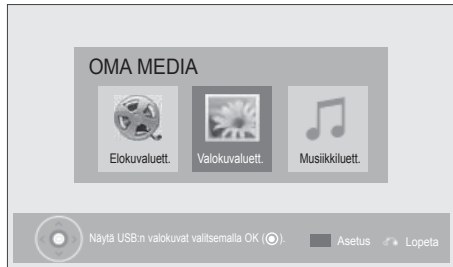 OMA MEDIA
Elokuvaluett.
Valokuvaluett.
Musiikkiluett.
Näytä USB:n valokuvat valitsemalla OK (◉).
Asetus
Lopeta